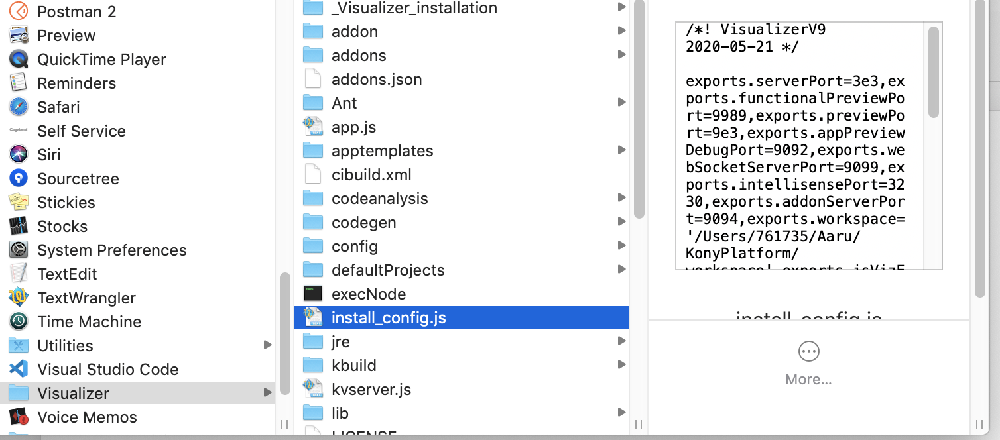 Postman 2
Preview
QuickTime Player
Reminders
Safari
Self Service
Siri
Sourcetree
Stickies
Stocks
System Preferences
TextEdit
TextWrangler
Time Machine
Utilities
Visual Studio Code
Visualizer
Voice Memos
_Visualizer_installation
addon
addons
addons.json
Ant
app.js
apptemplates
cibuild.xml
codeanalysis
codegen
config
defaultProjects
execNode
install_config.js
jre
kbuild
kvserver.js
lib
LICENSE
/*! VisualizerV9
2020-05-21 */
exports.serverPort=3e3,ex
ports.functionalPreviewPo
rt=9989,exports.previewPo
rt=9e3,exports.appPreview
DebugPort=9092,exports.we
bSocketServerPort=9099,ex
ports.intellisensePort=32
30,exports.addonServerPor
t=9094,exports.workspace=
'/Users/761735/Aaru/
KonyPlatform/
workspace',exports.isVizE
install_config.js
More...